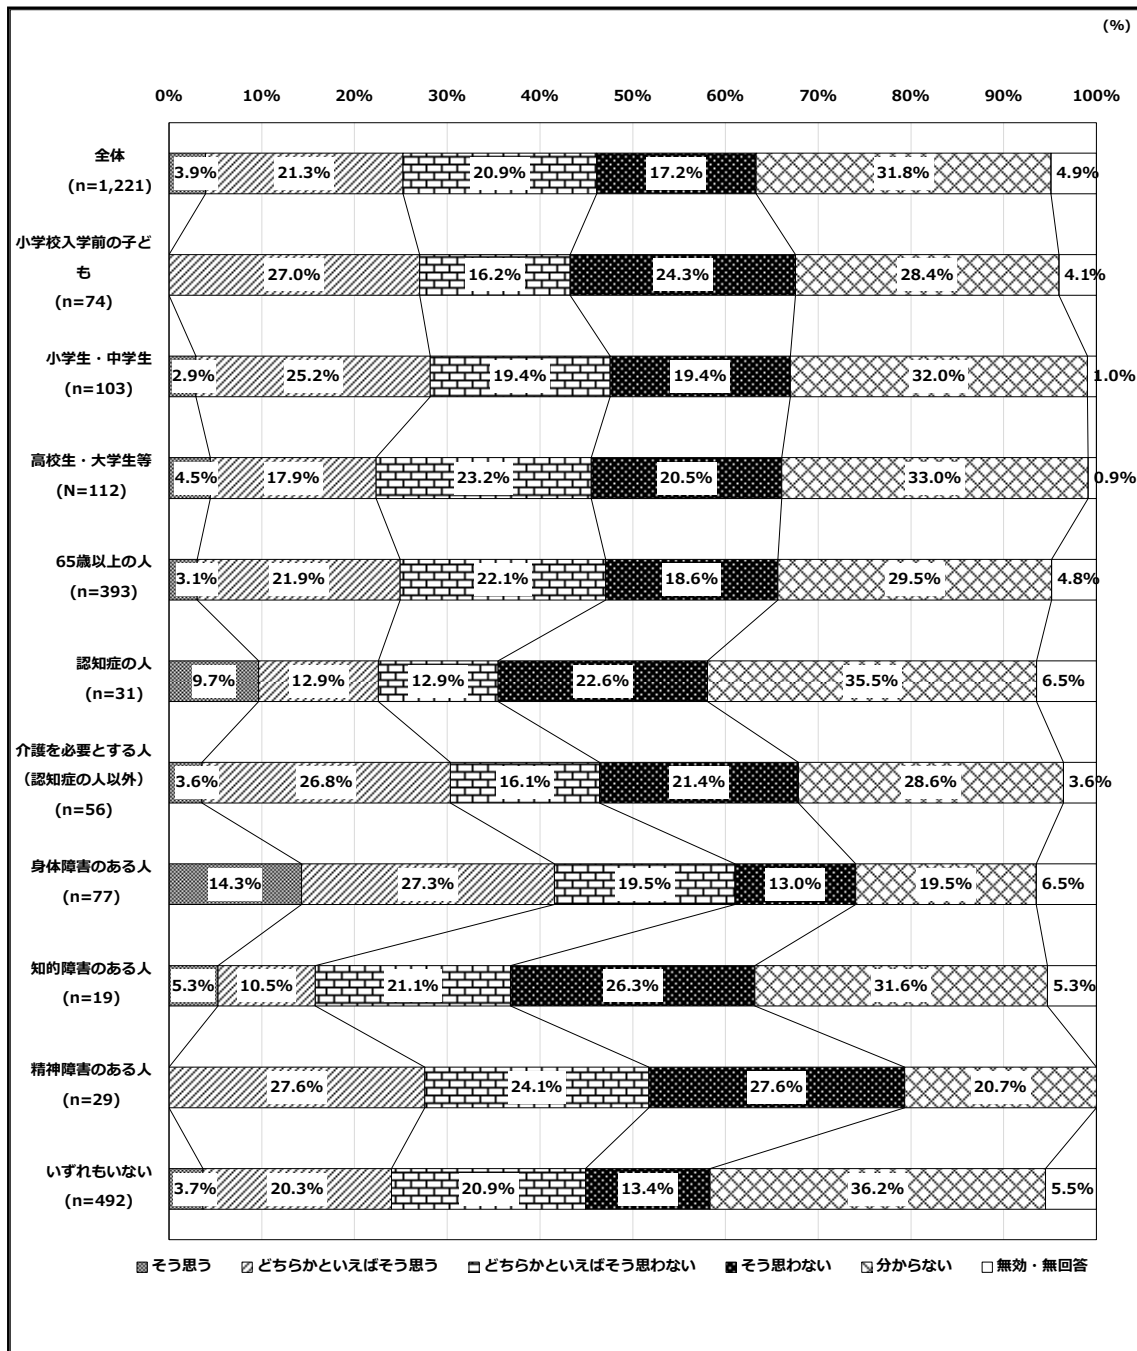 (%)
0% 10% 20% 30% 40% 50% 60% 70% 80% 90% 100%
全体
(n=1,221)
3.9% 21.3% 20.9% 17.2% 31.8% 4.9%
小学校入学前の子ど
も
(n=74)
27.0% 16.2% 24.3% 28.4% 4.1%
小学生・中学生
(n=103)
2.9% 25.2% 19.4% 19.4% 32.0% 1.0%
高校生・大学生等
(N=112)
4.5% 17.9% 23.2% 20.5% 33.0% 0.9%
65歳以上の人
(n=393)
3.1% 21.9% 22.1% 18.6% 29.5% 4.8%
認知症の人
(n=31)
9.7% 12.9% 12.9% 22.6% 35.5% 6.5%
介護を必要とする人
（認知症の人以外）
(n=56)
3.6% 26.8% 16.1% 21.4% 28.6% 3.6%
身体障害のある人
(n=77)
14.3% 27.3% 19.5% 13.0% 19.5% 6.5%
知的障害のある人
(n=19)
5.3% 10.5% 21.1% 26.3% 31.6% 5.3%
精神障害のある人
(n=29)
27.6% 24.1% 27.6% 20.7%
いずれもいない
(n=492)
3.7% 20.3% 20.9% 13.4% 36.2% 5.5%
そう思う どちらかといえばそう思う どちらかといえばそう思わない そう思わない 分からない 無効・無回答